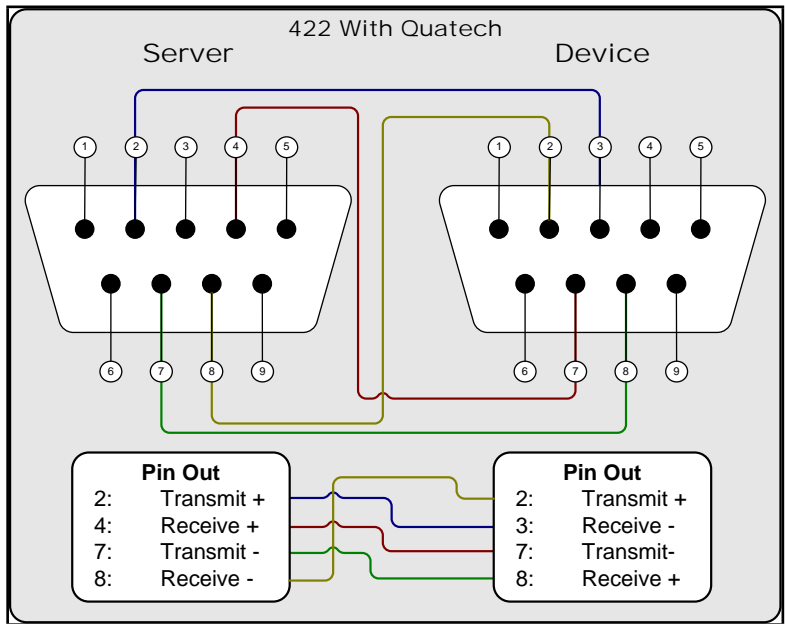 422 With Quatech
Server Device
1 2 3 4 5 1 2 3 4 5
6 7 8 9 6 7 8 9
Pin Out
2: Transmit +
4: Receive +
7: Transmit -
8: Receive -
Pin Out
2: Transmit +
3: Receive -
7: Transmit-
8: Receive +